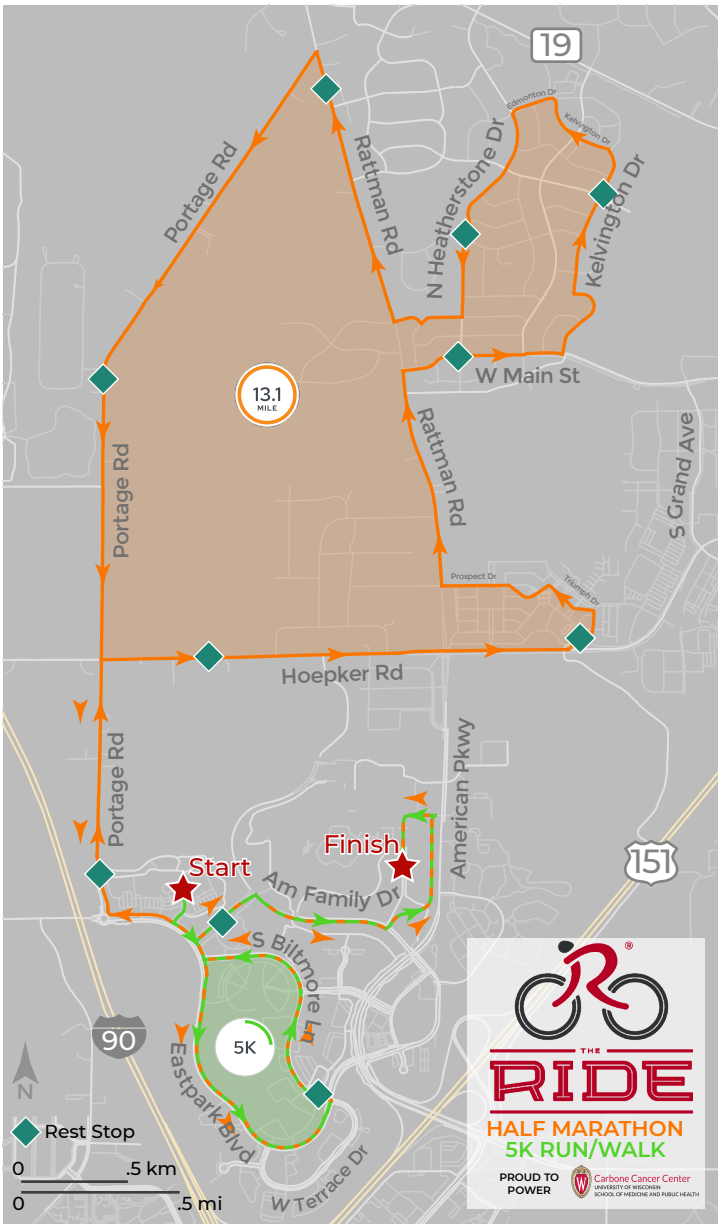 19
Edmonton Dr
Kelvington Dr
Portage Rd
Rattman Rd
N Heatherstone Dr
Kelvington Dr
13.1
MILE
W Main St
Portage Rd
Rattman Rd
S Grand Ave
Prospect Dr
Triumph Dr
Hoepker Rd
Portage Rd
American Pkwy
Start
Finish
151
Am Family Dr
S Biltmore Ln
90
5K
Eastpark Blvd
W Terrace Dr
N
Rest Stop
0 .5 km
0 .5 mi
®
THE
RIDE
HALF MARATHON
5K RUN/WALK
PROUD TO
POWER
W
Carbone Cancer Center
UNIVERSITY OF WISCONSIN
SCHOOL OF MEDICINE AND PUBLIC HEALTH